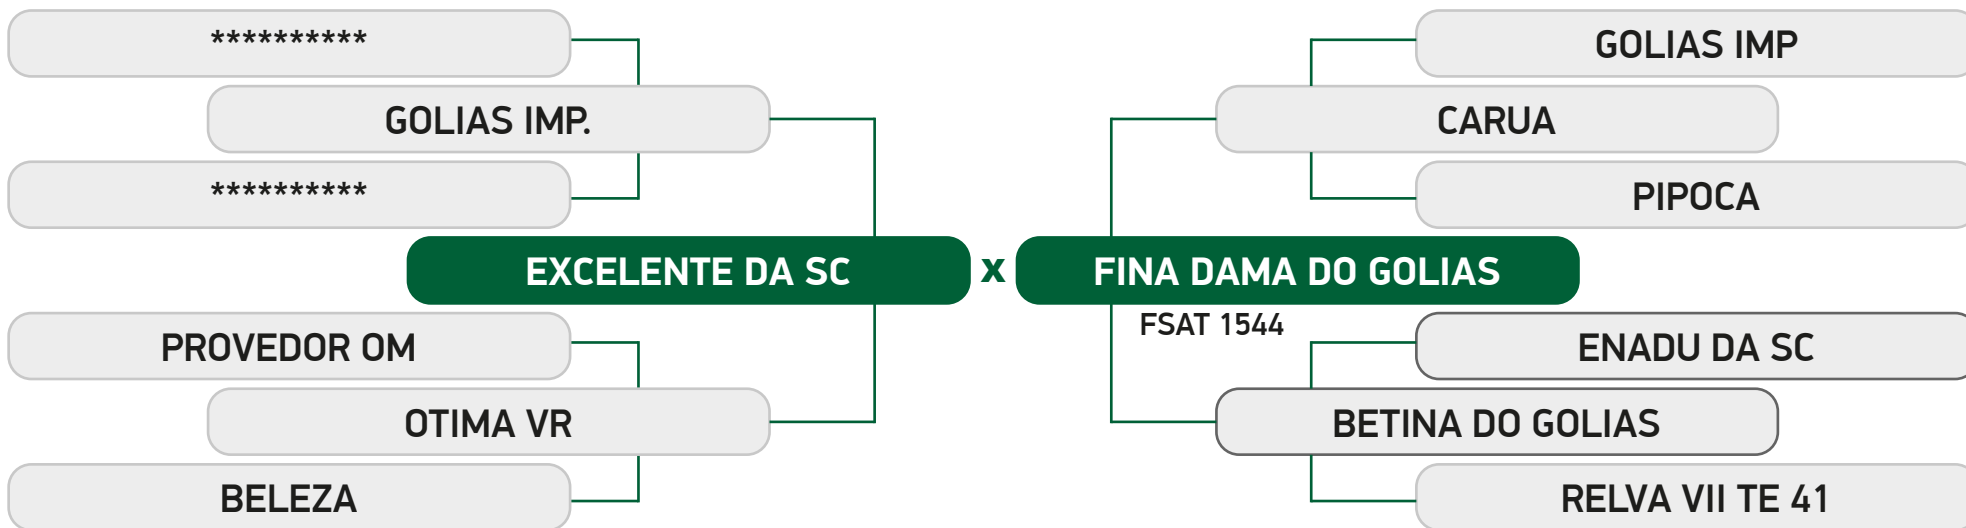 **********
GOLIAS IMP
GOLIAS IMP.
CARUA
**********
PIPOCA
EXCELENTE DA SC x FINA DAMA DO GOLIAS
FSAT 1544
PROVEDOR OM
ENADU DA SC
OTIMA VR
BETINA DO GOLIAS
BELEZA
RELVA VII TE 41